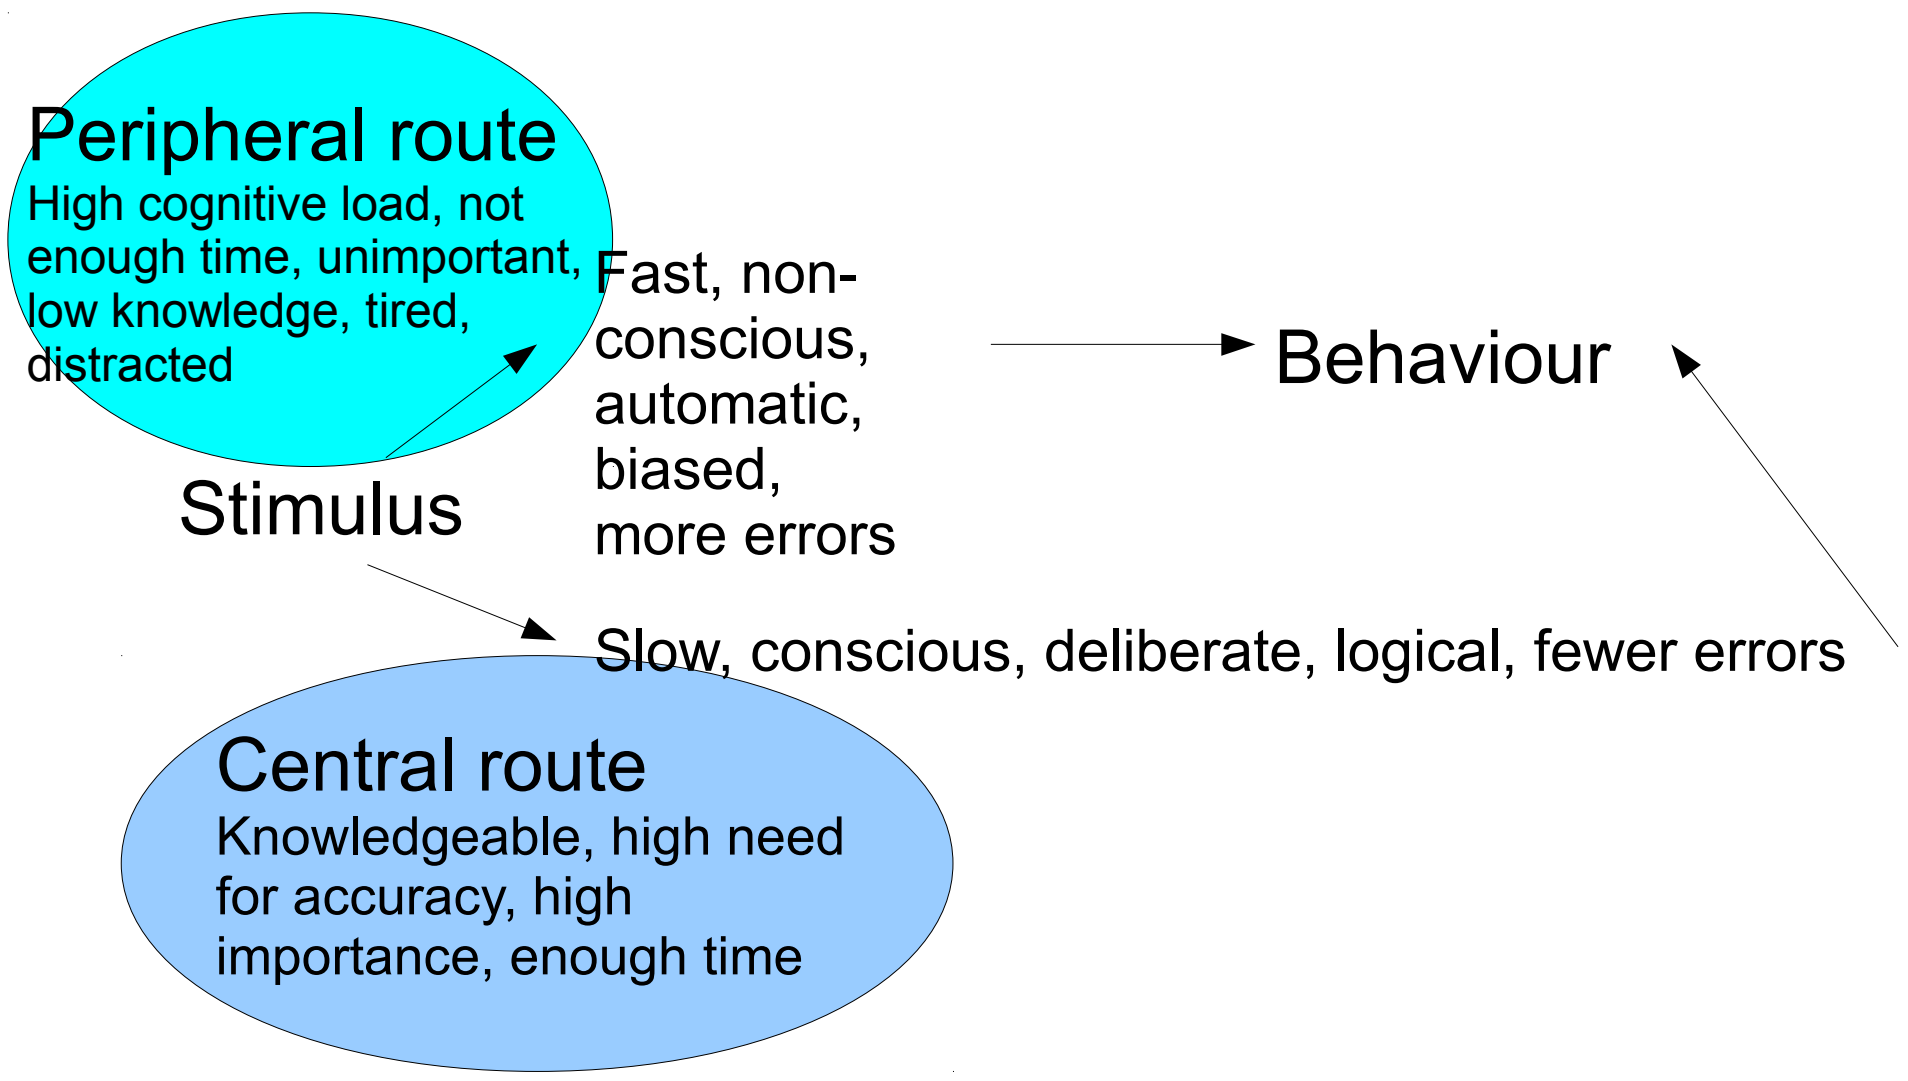 Peripheral route
High cognitive load, not
enough time, unimportant,
low knowledge, tired,
distracted
Fast, non-
conscious,
automatic,
biased,
more errors
Behaviour
Stimulus
Slow, conscious, deliberate, logical, fewer errors
Central route
Knowledgeable, high need
for accuracy, high
importance, enough time